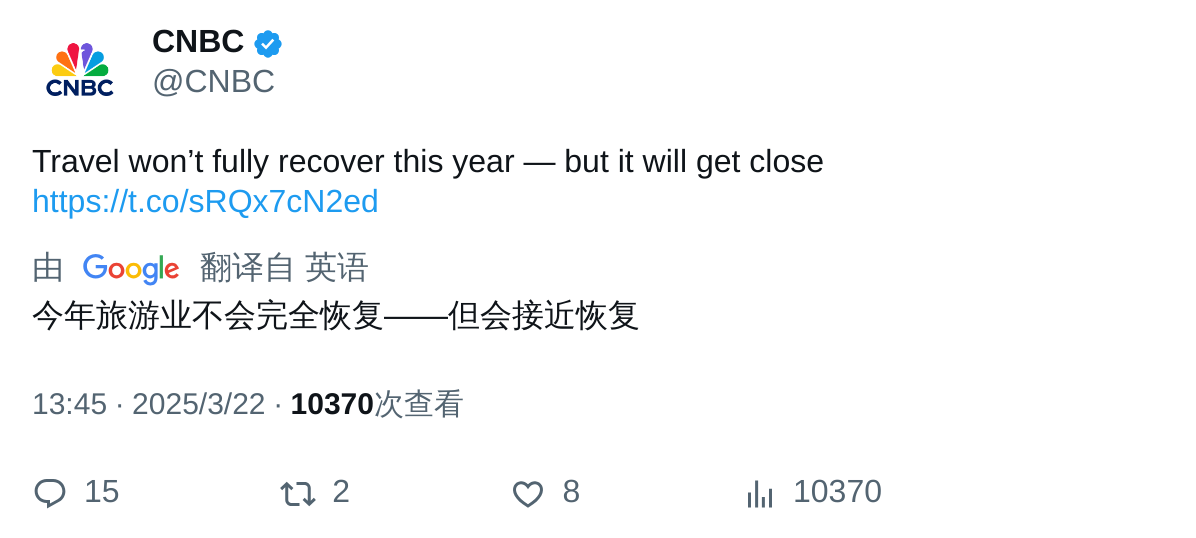 CNBC
@CNBC
CNBC
Travel won’t fully recover this year — but it will get close
https://t.co/sRQx7cN2ed
由 Google 翻译自 英语
今年旅游业不会完全恢复——但会接近恢复
13:45 · 2025/3/22 · 10370次查看
15 2 8 10370